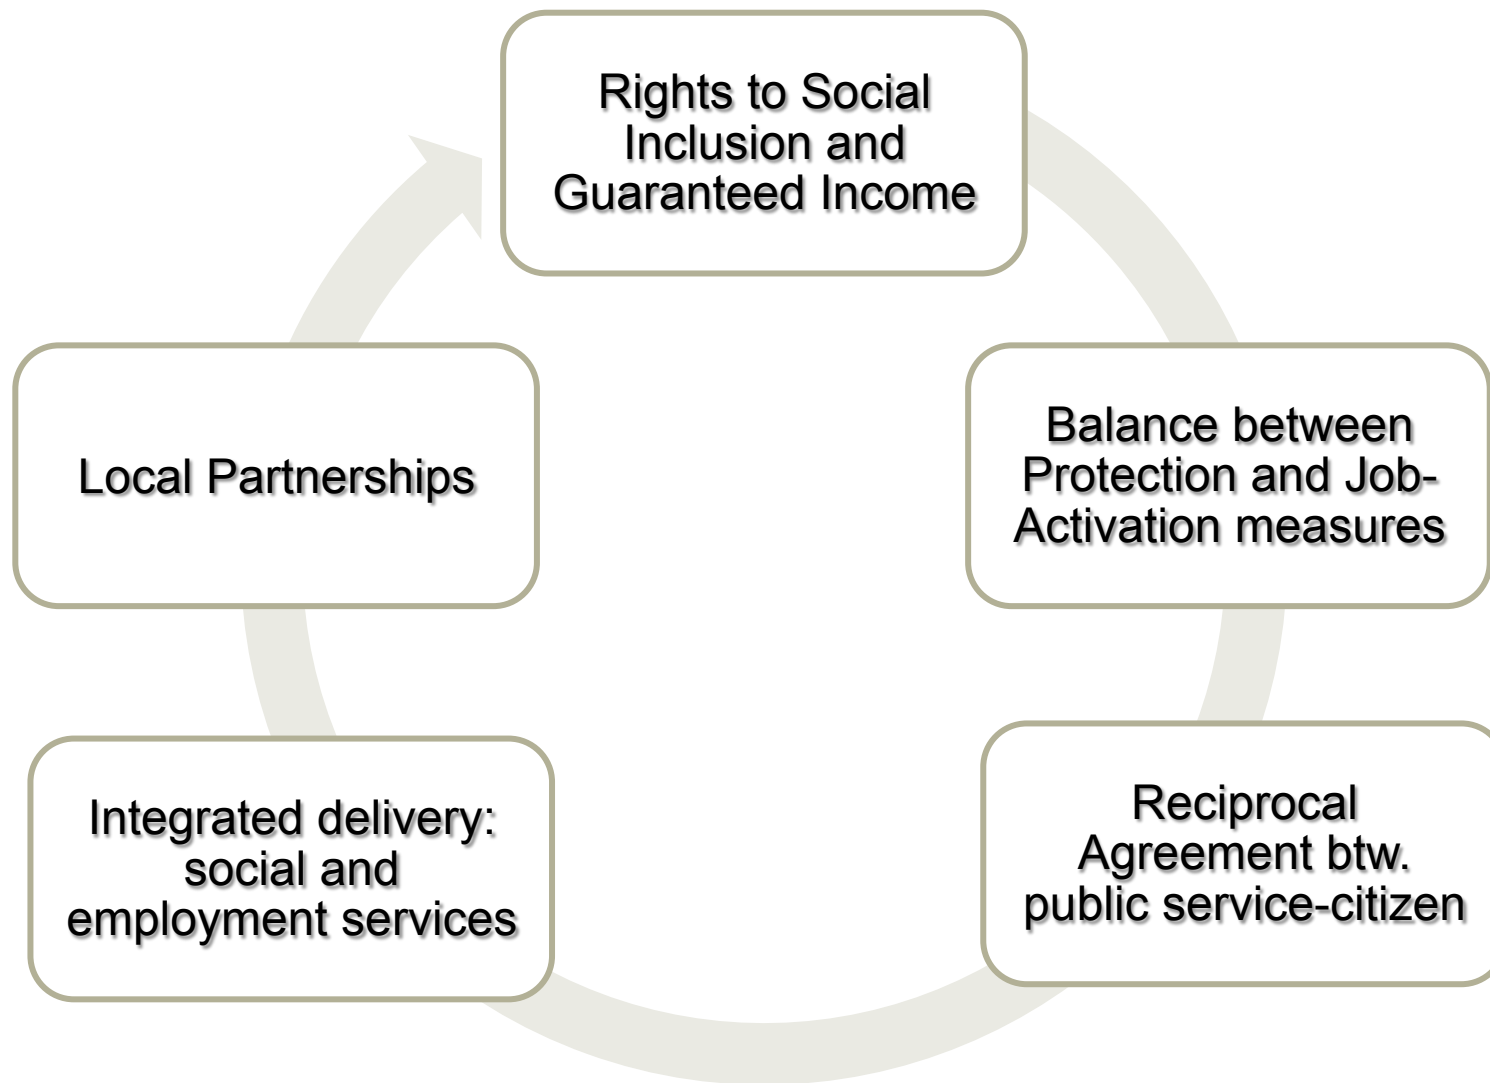 Rights to Social
Inclusion and
Guaranteed Income
Balance between
Protection and Job-
Activation measures
Reciprocal
Agreement btw.
public service-citizen
Integrated delivery:
social and
employment services
Local Partnerships